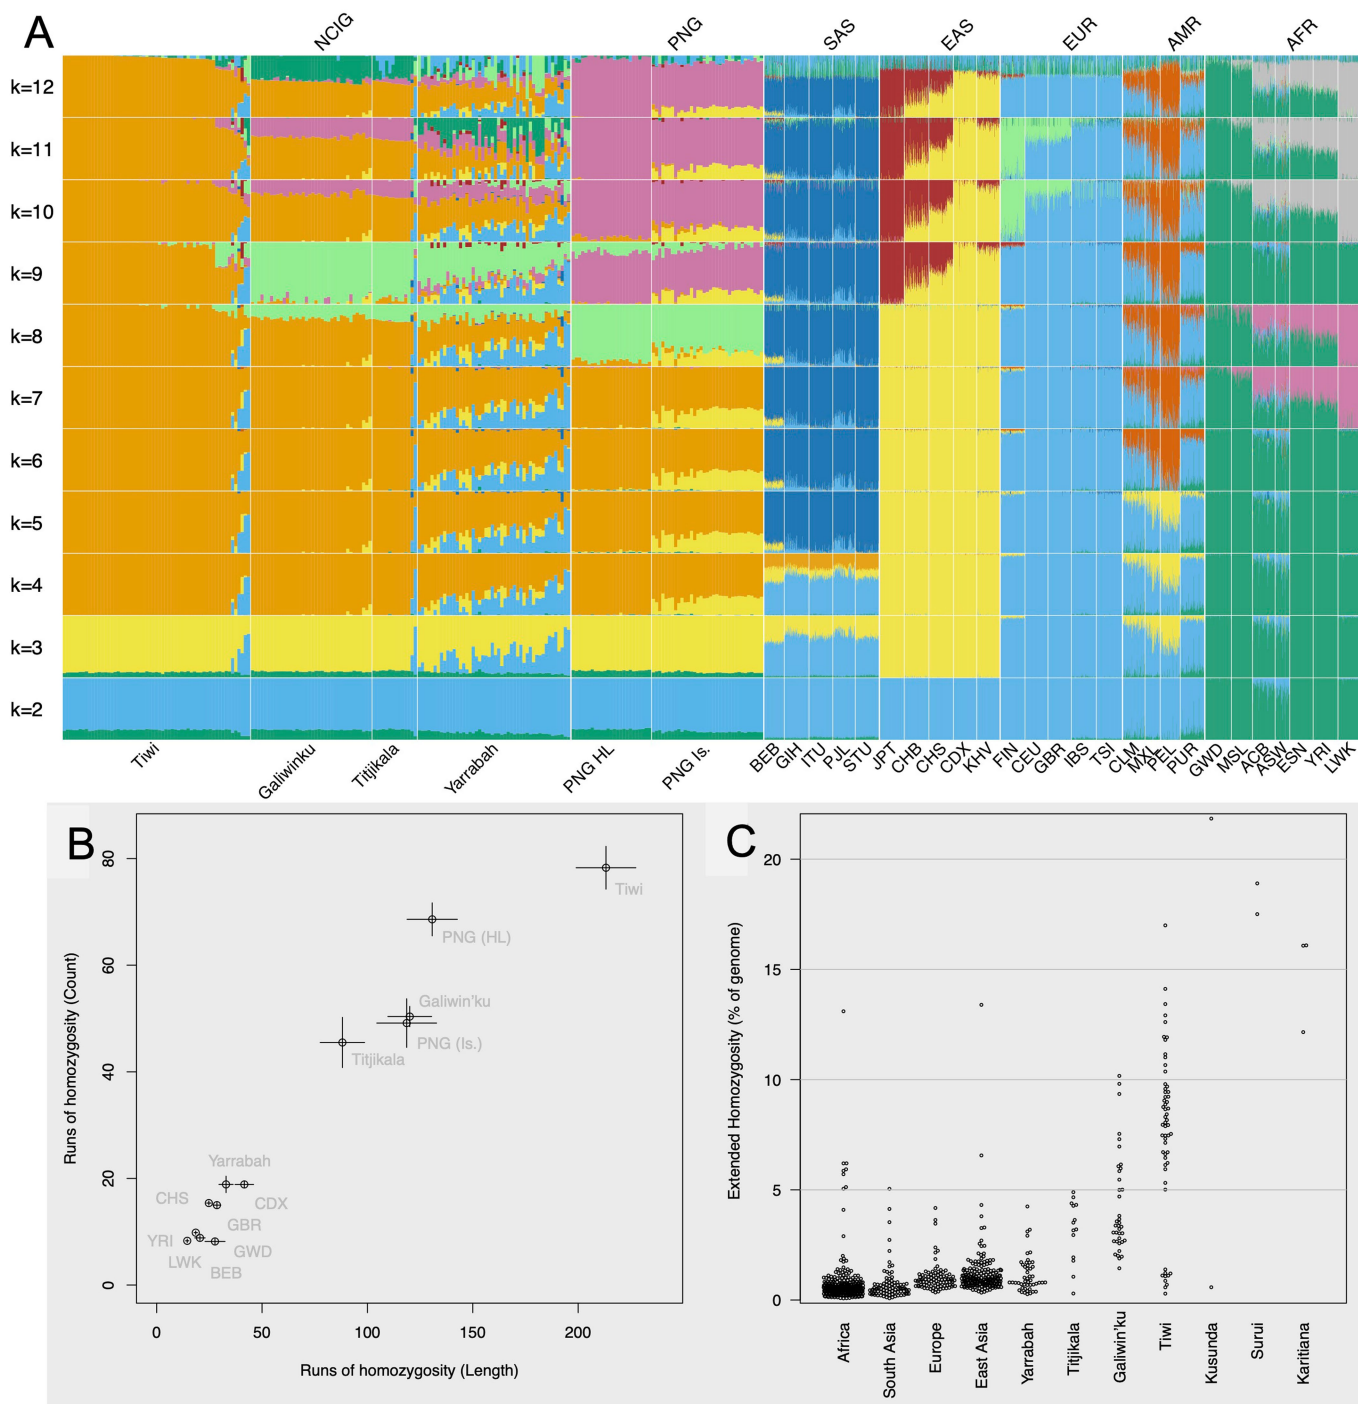 A
NCIG
PNG
SAS
EAS
EUR
AMR
AFR
k=12
k=11
k=10
k=9
k=8
k=7
k=6
k=5
k=4
k=3
k=2
Tiwi
Galiwinku
Titjikala
Yarrabah
PNG HL
PNG Is.
BEB
GIH
ITU
PJL
STU
JPT
CHB
CHS
CDX
KHV
FIN
CEU
GBR
IBS
TSI
CLM
MXL
PEL
PUR
GWD
MSL
ACB
ASW
ESN
YRI
LWK
B
Runs of homozygosity (Count)
80
60
40
20
0
Tiwi
PNG (HL)
Galiwin'ku
PNG (Is.)
Titjikala
Yarrabah
CHS
CDX
GBR
YRI
GWD
LWK
BEB
0
50
100
150
200
Runs of homozygosity (Length)
C
Extended Homozygosity (% of genome)
20
15
10
5
0
Africa
South Asia
Europe
East Asia
Yarrabah
Titjikala
Galiwin'ku
Tiwi
Kusunda
Surui
Karitiana